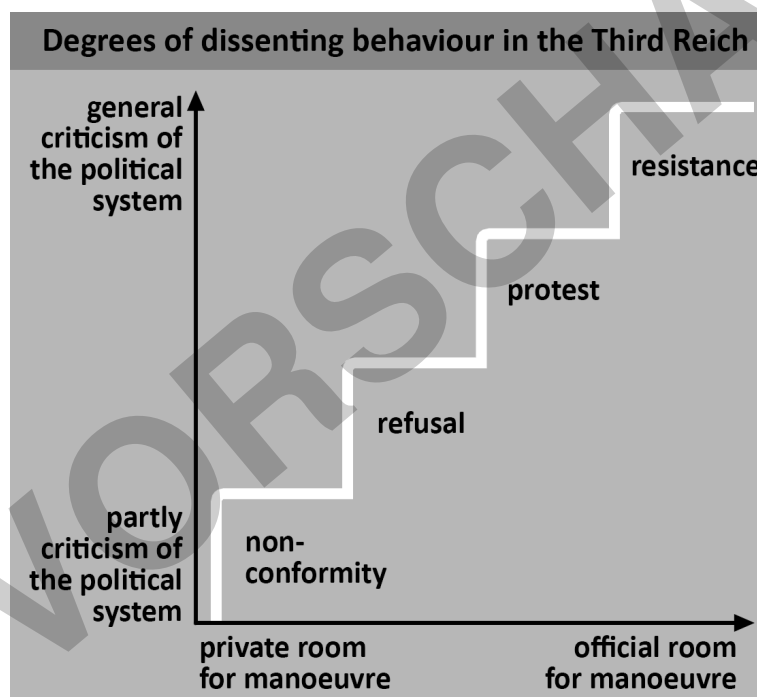 Degrees of dissenting behaviour in the Third Reich
general
criticism of
the political
system
resistance
protest
refusal
partly
criticism of
the political
system
non-
conformity
private room
for manoeuvre
official room
for manoeuvre
VORSCHA